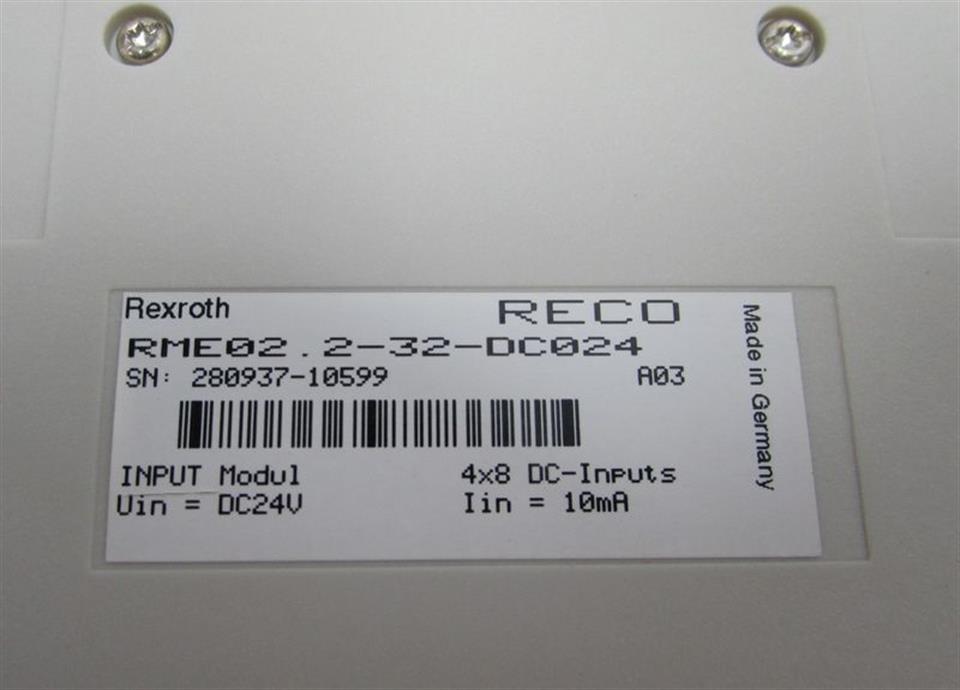 Rexroth RECO
RME02.2-32-DC024
SN: 280937-10599 A03
INPUT Modul 4x8 DC-Inputs
Uin = DC24V Iin = 10mA
Made in Germany